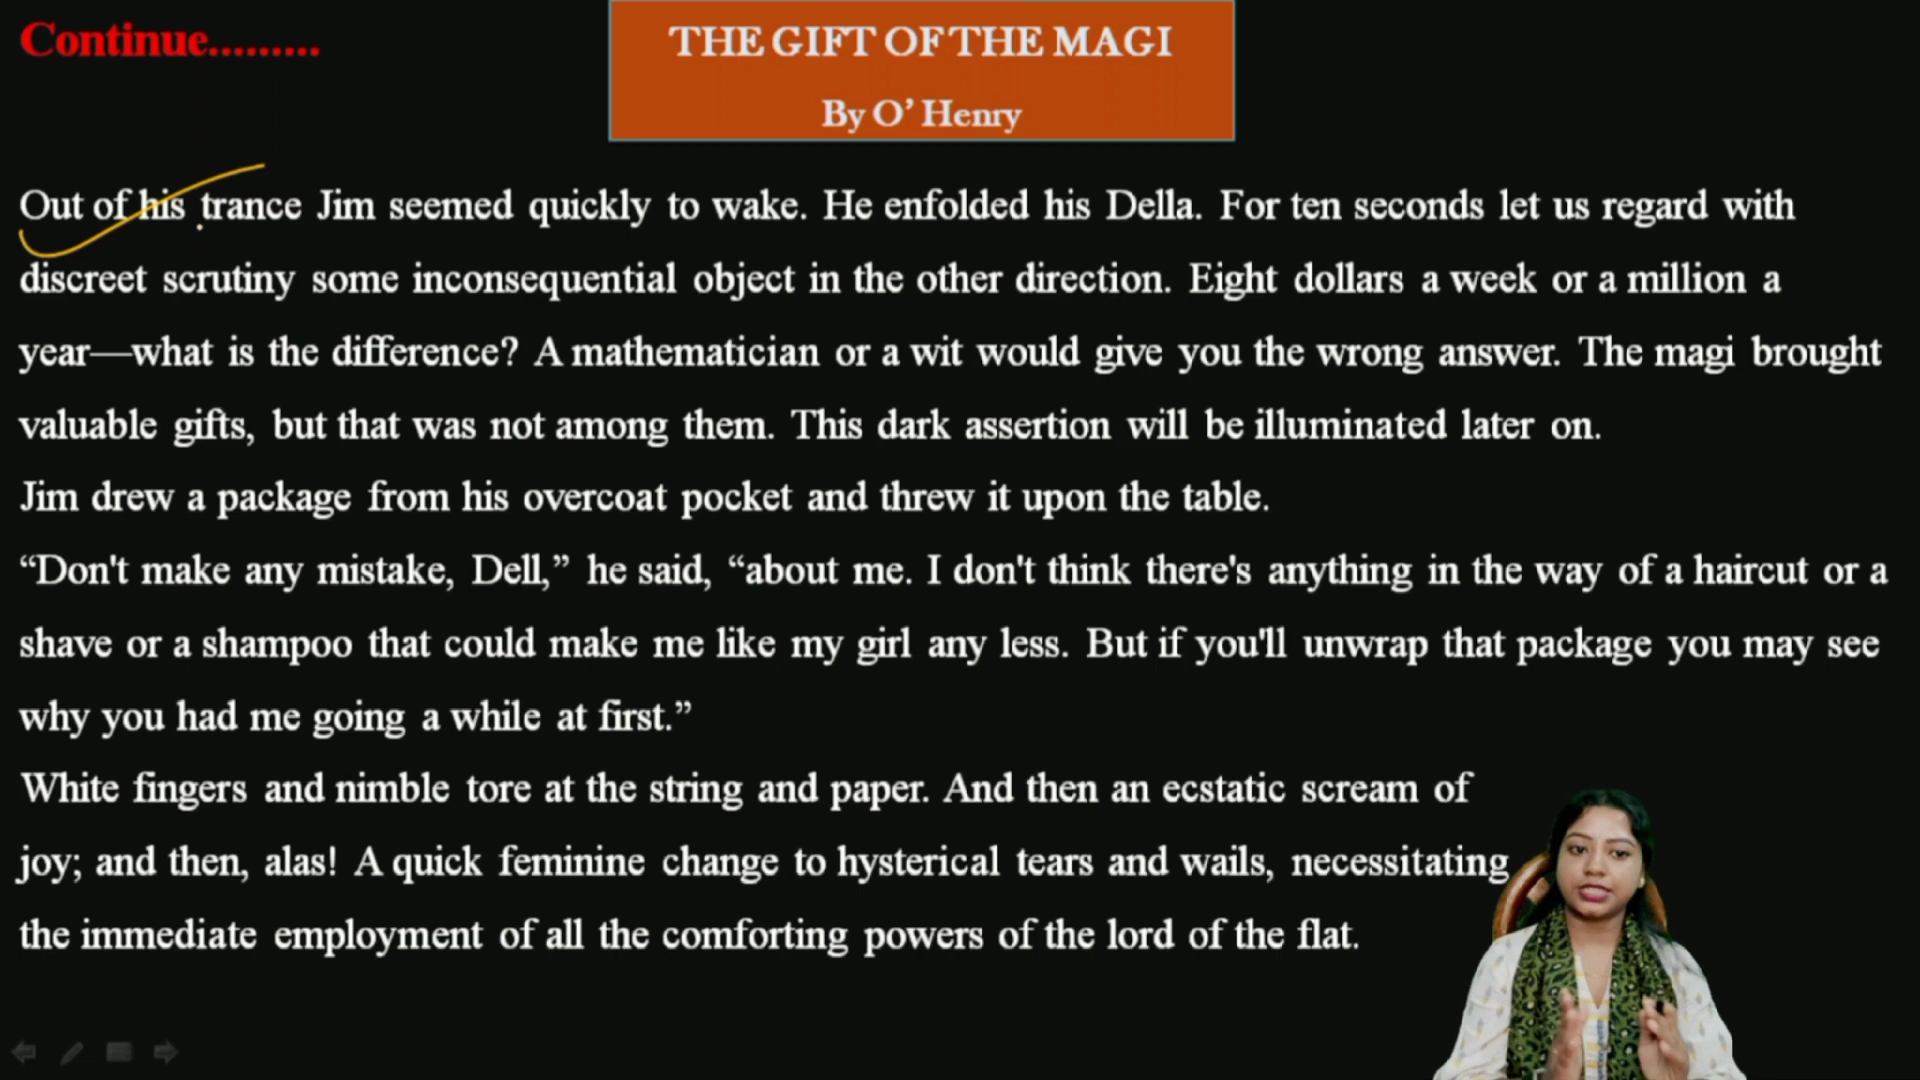 Continue.........
THE GIFT OF THE MAGI
By O’ Henry
Out of his trance Jim seemed quickly to wake. He enfolded his Della. For ten seconds let us regard with
discreet scrutiny some inconsequential object in the other direction. Eight dollars a week or a million a
year—what is the difference? A mathematician or a wit would give you the wrong answer. The magi brought
valuable gifts, but that was not among them. This dark assertion will be illuminated later on.
Jim drew a package from his overcoat pocket and threw it upon the table.
“Don't make any mistake, Dell,” he said, “about me. I don't think there's anything in the way of a haircut or a
shave or a shampoo that could make me like my girl any less. But if you'll unwrap that package you may see
why you had me going a while at first.”
White fingers and nimble tore at the string and paper. And then an ecstatic scream of
joy; and then, alas! A quick feminine change to hysterical tears and wails, necessitating
the immediate employment of all the comforting powers of the lord of the flat.